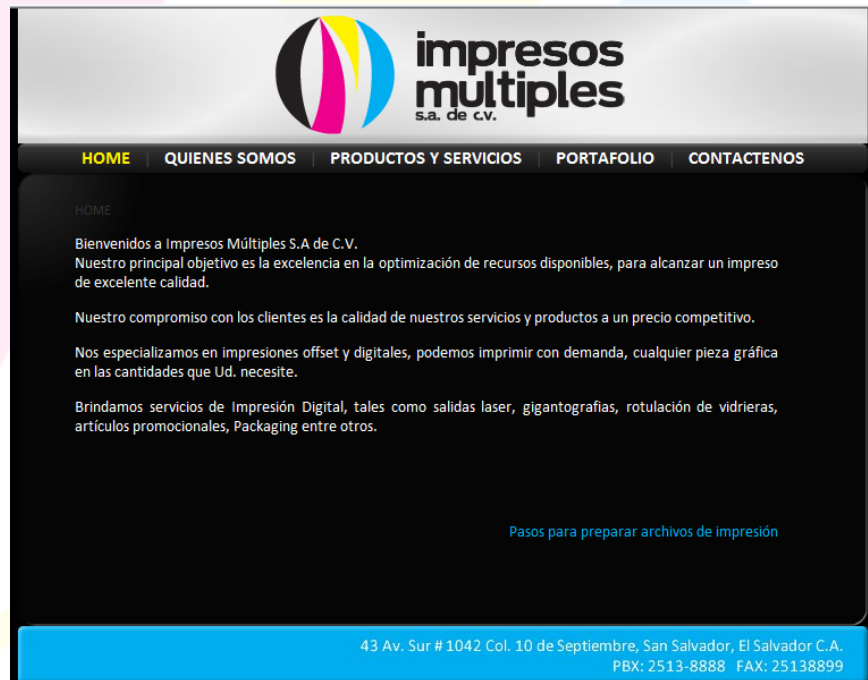 impresos
multiples
s.a. de c.v.
HOME | QUIENES SOMOS | PRODUCTOS Y SERVICIOS | PORTAFOLIO | CONTACTENOS
HOME
Bienvenidos a Impresos Múltiples S.A de C.V.
Nuestro principal objetivo es la excelencia en la optimización de recursos disponibles, para alcanzar un impreso
de excelente calidad.
Nuestro compromiso con los clientes es la calidad de nuestros servicios y productos a un precio competitivo.
Nos especializamos en impresiones offset y digitales, podemos imprimir con demanda, cualquier pieza gráfica
en las cantidades que Ud. necesite.
Brindamos servicios de Impresión Digital, tales como salidas laser, gigantografias, rotulación de vidrieras,
artículos promocionales, Packaging entre otros.
Pasos para preparar archivos de impresión
43 Av. Sur # 1042 Col. 10 de Septiembre, San Salvador, El Salvador C.A.
PBX: 2513-8888 FAX: 25138899